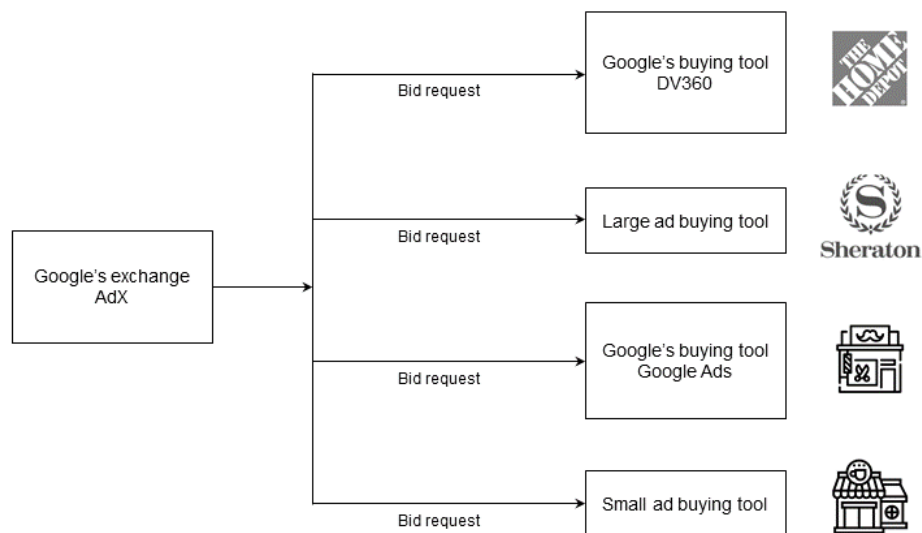 Google's buying tool
DV360
THE
HOME
DEPOT
Bid request
Large ad buying tool
S
Sheraton
Bid request
Google's exchange
AdX
Google's buying tool
Google Ads
Bid request
Small ad buying tool
Bid request